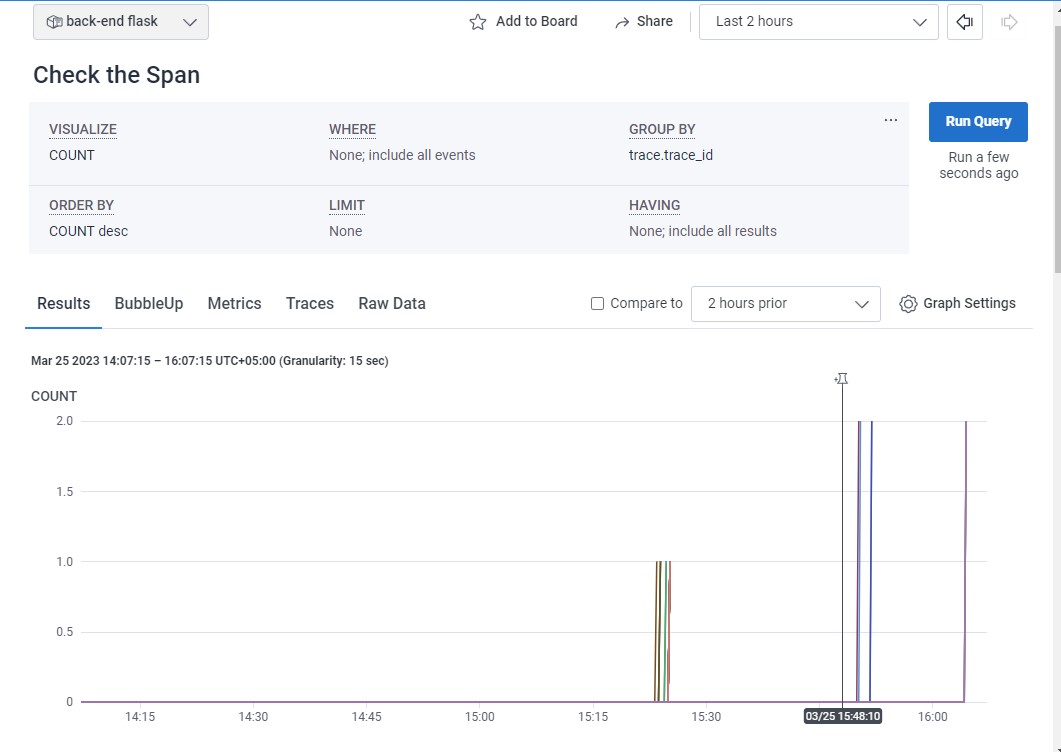 back-end flask
Add to Board
Share
Last 2 hours
Check the Span
VISUALIZE
COUNT
WHERE
None; include all events
GROUP BY
trace.trace_id
...
Run Query
Run a few
seconds ago
ORDER BY
COUNT desc
LIMIT
None
HAVING
None; include all results
Results BubbleUp Metrics Traces Raw Data
Compare to
2 hours prior
Graph Settings
Mar 25 2023 14:07:15 – 16:07:15 UTC+05:00 (Granularity: 15 sec)
COUNT
2.0
1.5
1.0
0.5
0
14:15 14:30 14:45 15:00 15:15 15:30 03/25 15:48:10 16:00